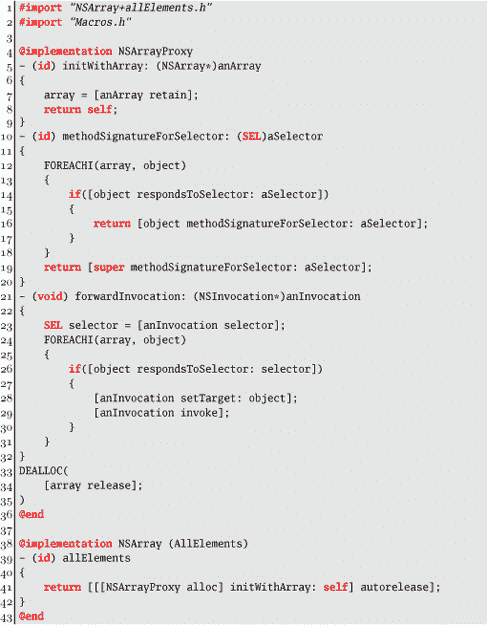 1 #import "NSArray+allElements.h"
2 #import "Macros.h"
3
4 @implementation NSArrayProxy
5 - (id) initWithArray: (NSArray*)anArray
6 {
7     array = [anArray retain];
8     return self;
9 }
10 - (id) methodSignatureForSelector: (SEL)aSelector
11 {
12     FOREACHI(array, object)
13     {
14         if([object respondsToSelector: aSelector])
15         {
16             return [object methodSignatureForSelector: aSelector];
17         }
18     }
19     return [super methodSignatureForSelector: aSelector];
20 }
21 - (void) forwardInvocation: (NSInvocation*)anInvocation
22 {
23     SEL selector = [anInvocation selector];
24     FOREACHI(array, object)
25     {
26         if([object respondsToSelector: selector])
27         {
28             [anInvocation setTarget: object];
29             [anInvocation invoke];
30         }
31     }
32 }
33 DEALLOC(
34     [array release];
35 )
36 @end
37
38 @implementation NSArray (AllElements)
39 - (id) allElements
40 {
41     return [[[NSArrayProxy alloc] initWithArray: self] autorelease];
42 }
43 @end